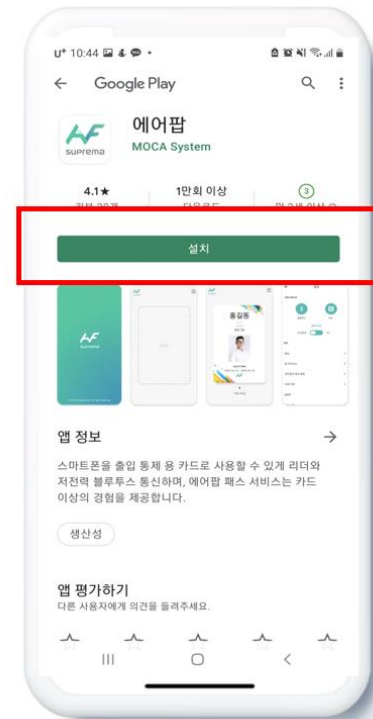 U⁺ 10:44
Google Play
suprema
에어팝
MOCA System
4.1★
1만회 이상
3
설치
suprema
홍길동
앱 정보
스마트폰을 출입 통제 용 카드로 사용할 수 있게 리더와
저전력 블루투스 통신하며, 에어팝 패스 서비스는 카드
이상의 경험을 제공합니다.
생산성
앱 평가하기
다른 사용자에게 의견을 들려주세요.